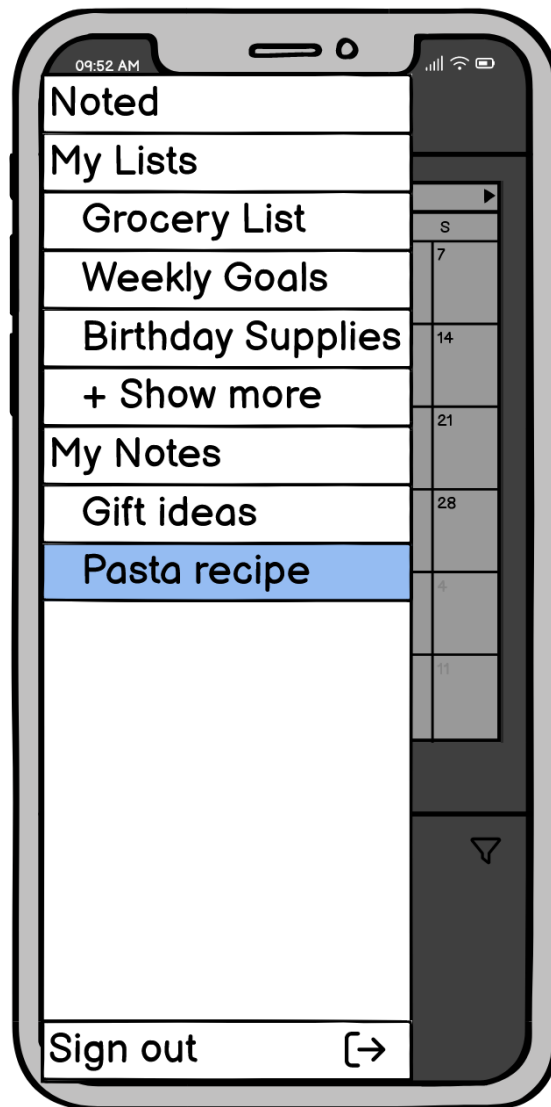 09:52 AM
Noted
My Lists
S
Grocery List
7
Weekly Goals
Birthday Supplies
14
+ Show more
21
My Notes
Gift ideas
28
Pasta recipe
4
11
Sign out